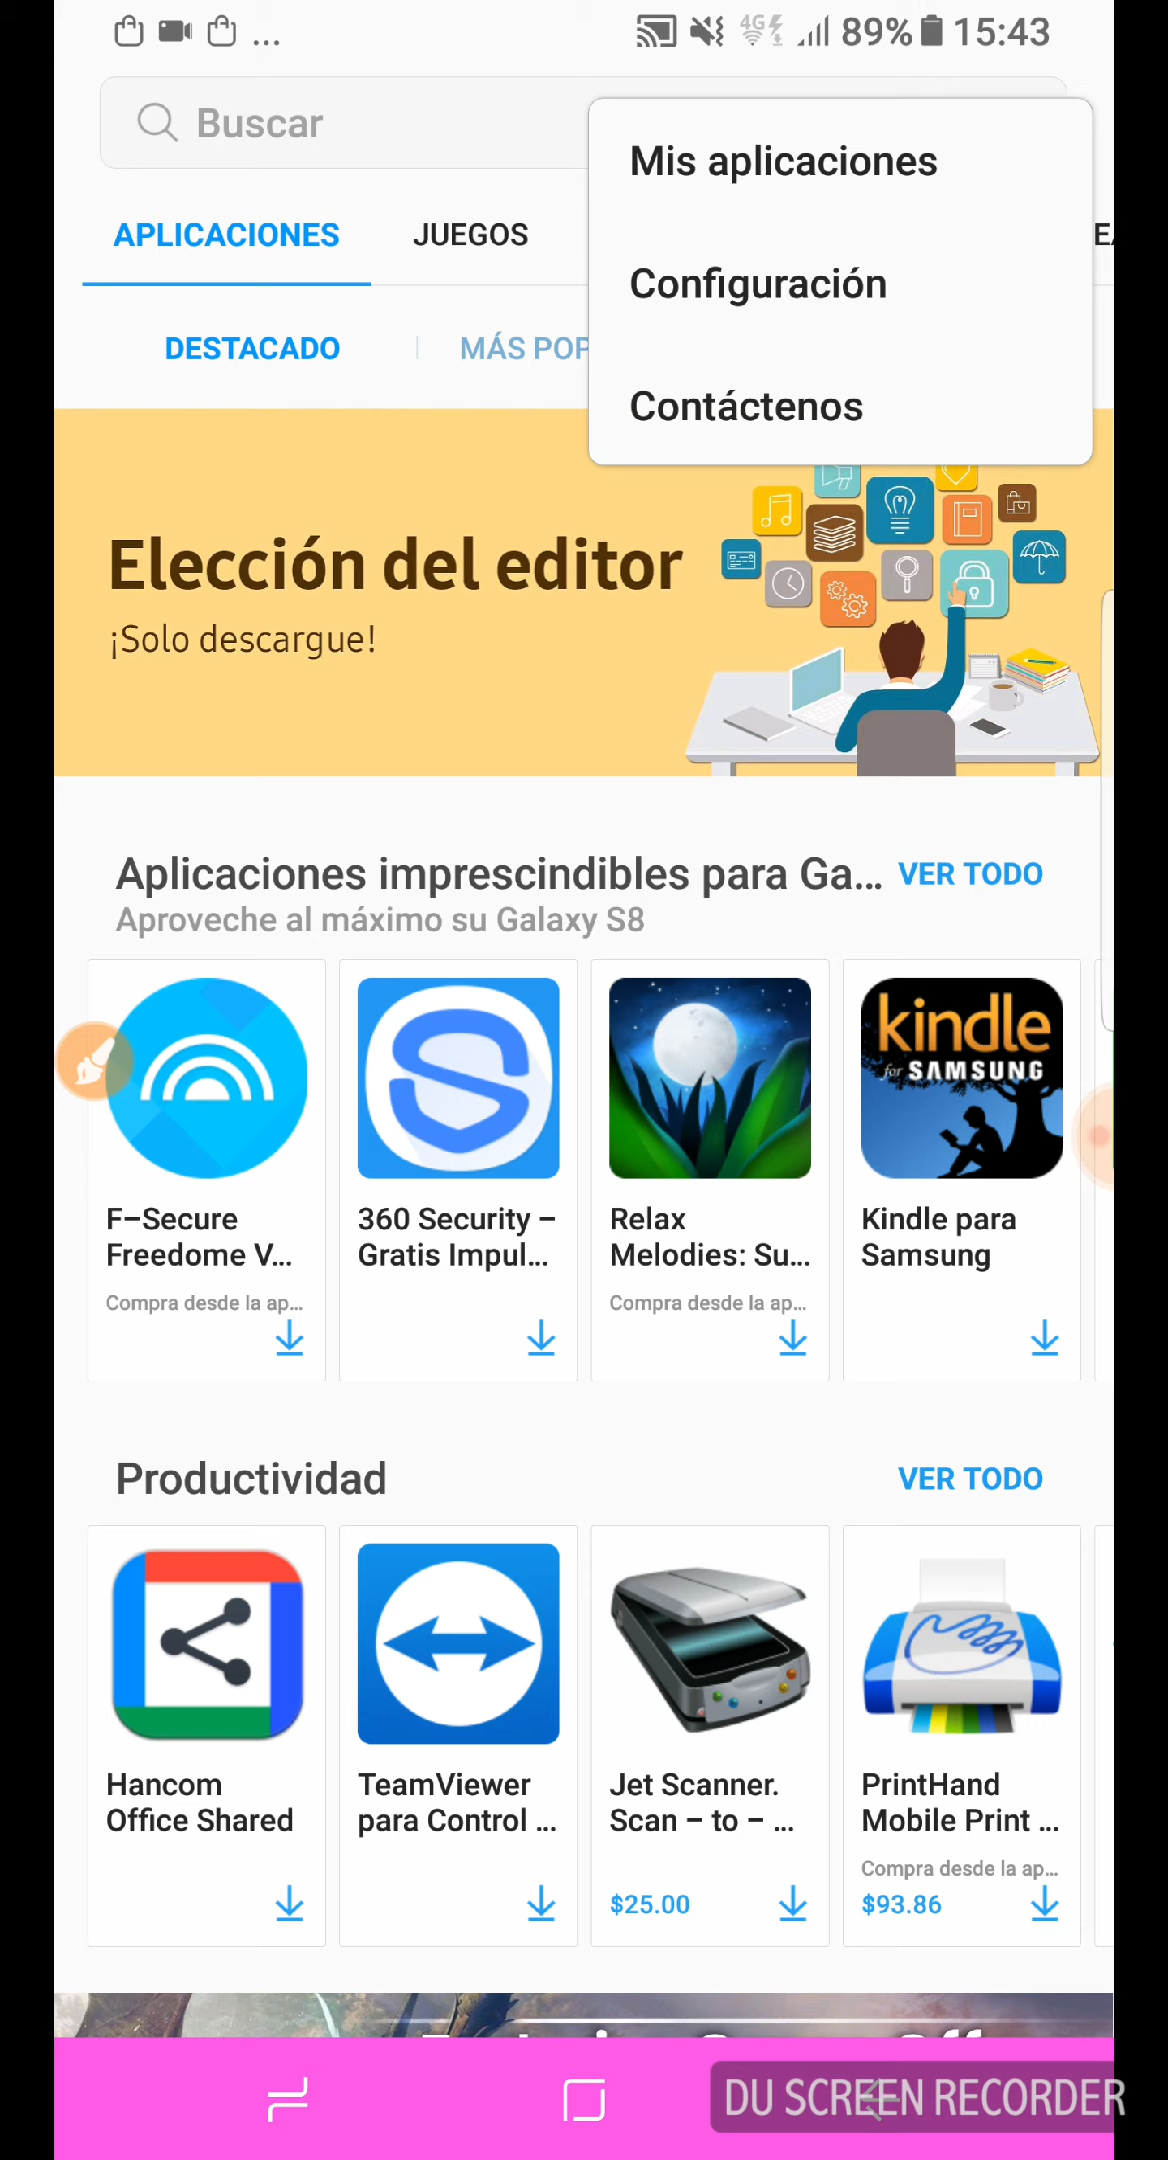 ... 4G 89% 15:43
Buscar
Mis aplicaciones
Configuración
Contáctenos
APLICACIONES JUEGOS
DESTACADO MÁS POP
Elección del editor
¡Solo descargue!
Aplicaciones imprescindibles para Ga... VER TODO
Aproveche al máximo su Galaxy S8
kindle
for SAMSUNG
F-Secure
Freedome V...
Compra desde la ap...
360 Security –
Gratis Impul...
Relax
Melodies: Su...
Compra desde la ap...
Kindle para
Samsung
Productividad VER TODO
Hancom
Office Shared
TeamViewer
para Control ...
Jet Scanner.
Scan – to – ...
$25.00
PrintHand
Mobile Print ...
Compra desde la ap...
$93.86
DU SCREEN RECORDER